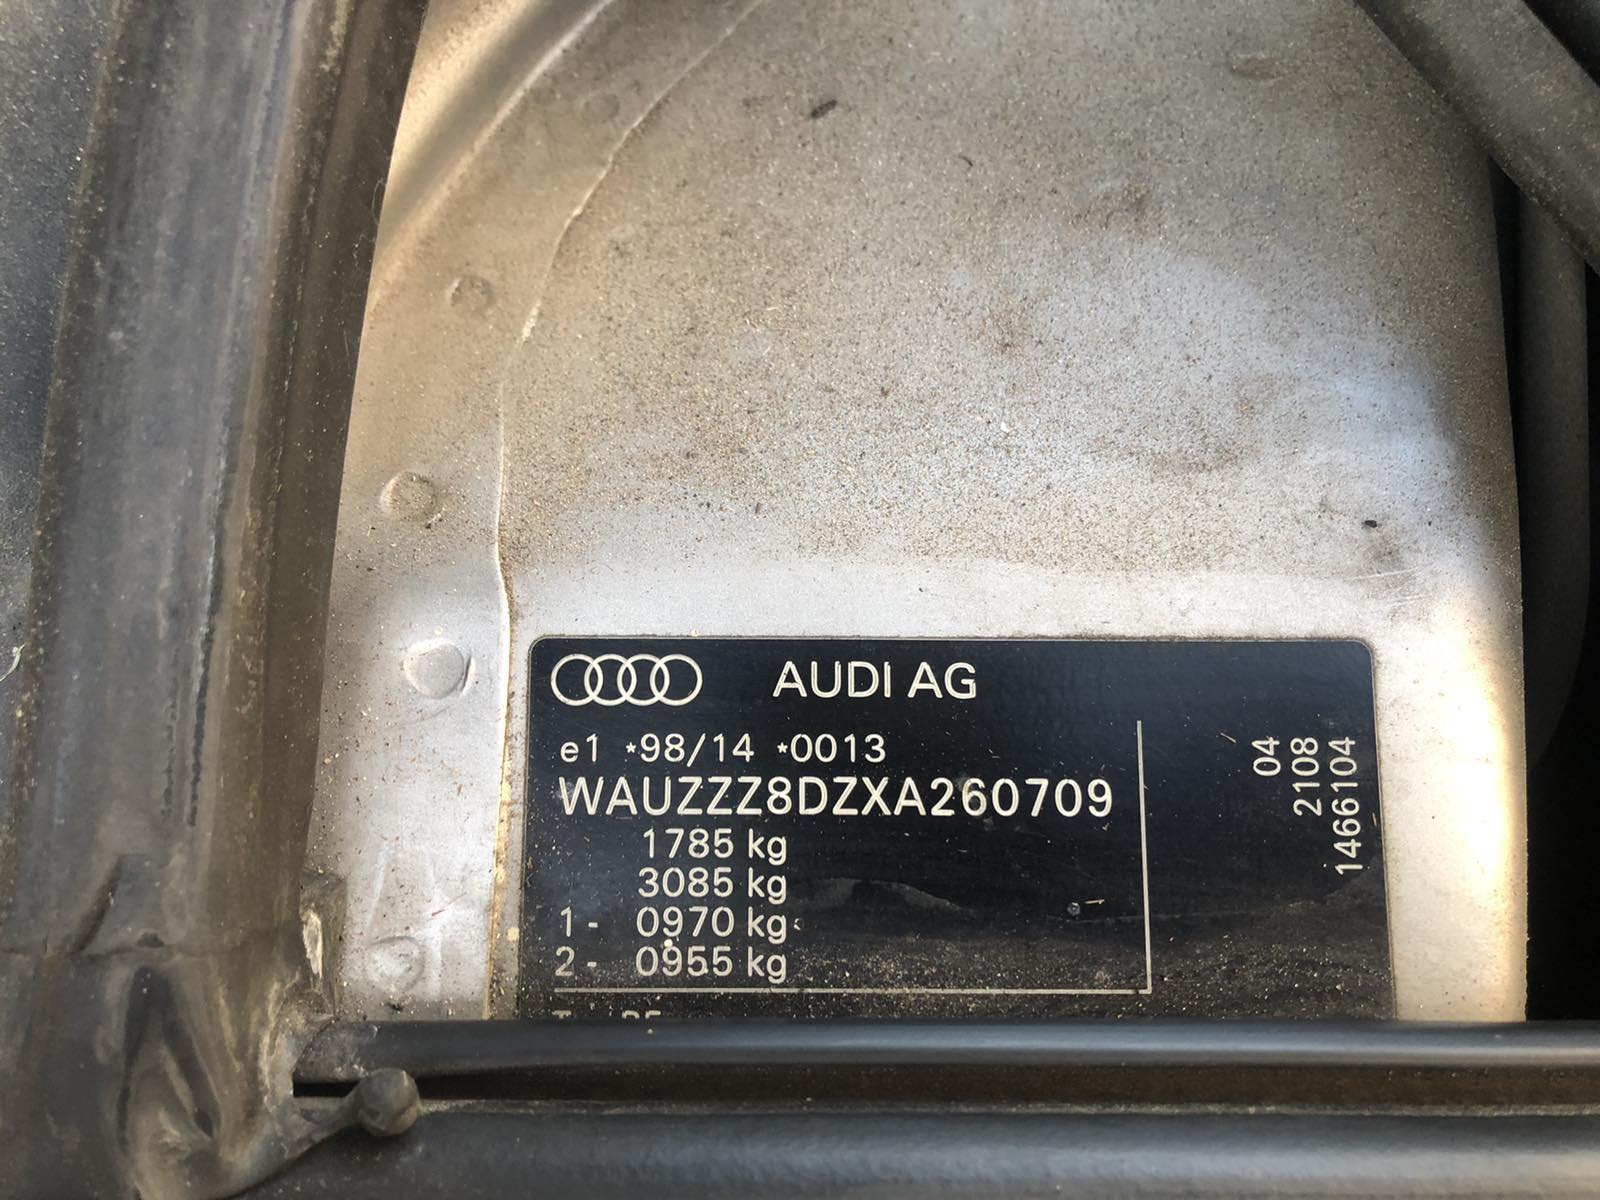 AUDI AG
e1 *98/14 *0013
WAUZZZ8DZXA260709
1785 kg
3085 kg
1- 0970 kg
2- 0955 kg
04
2108
1466104